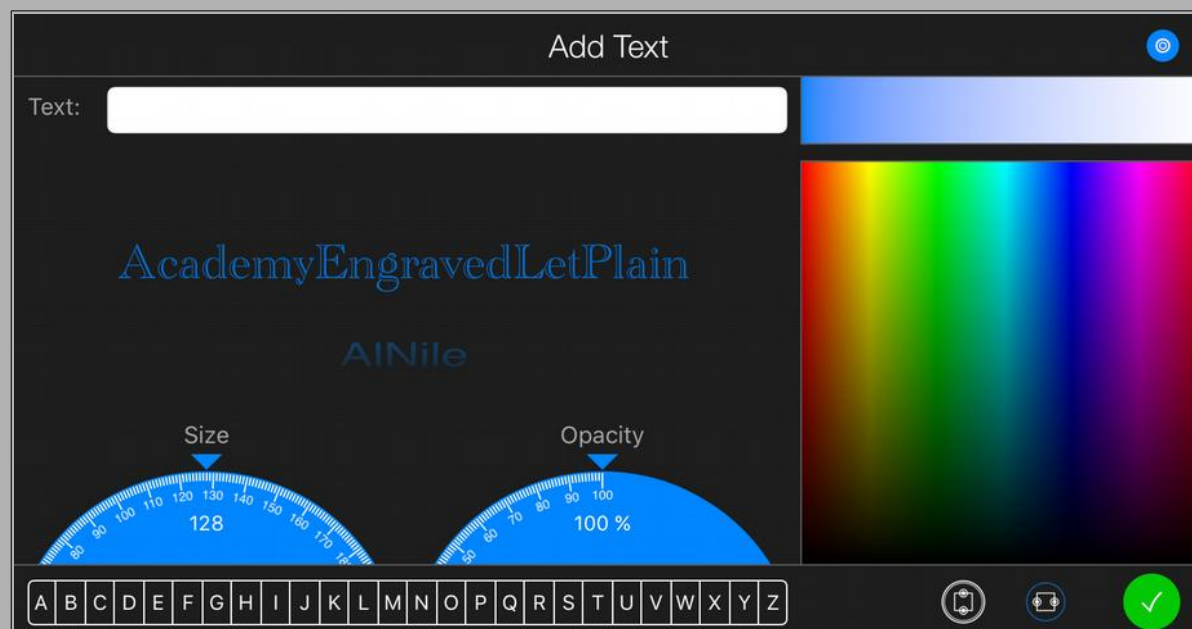 Add Text
Text:
AcademyEngravedLetPlain
AlNile
Size
Opacity
80 90 100 110 120 130 140 150 160 170 18
128
50 60 70 80 90 100
100 %
A B C D E F G H I J K L M N O P Q R S T U V W X Y Z